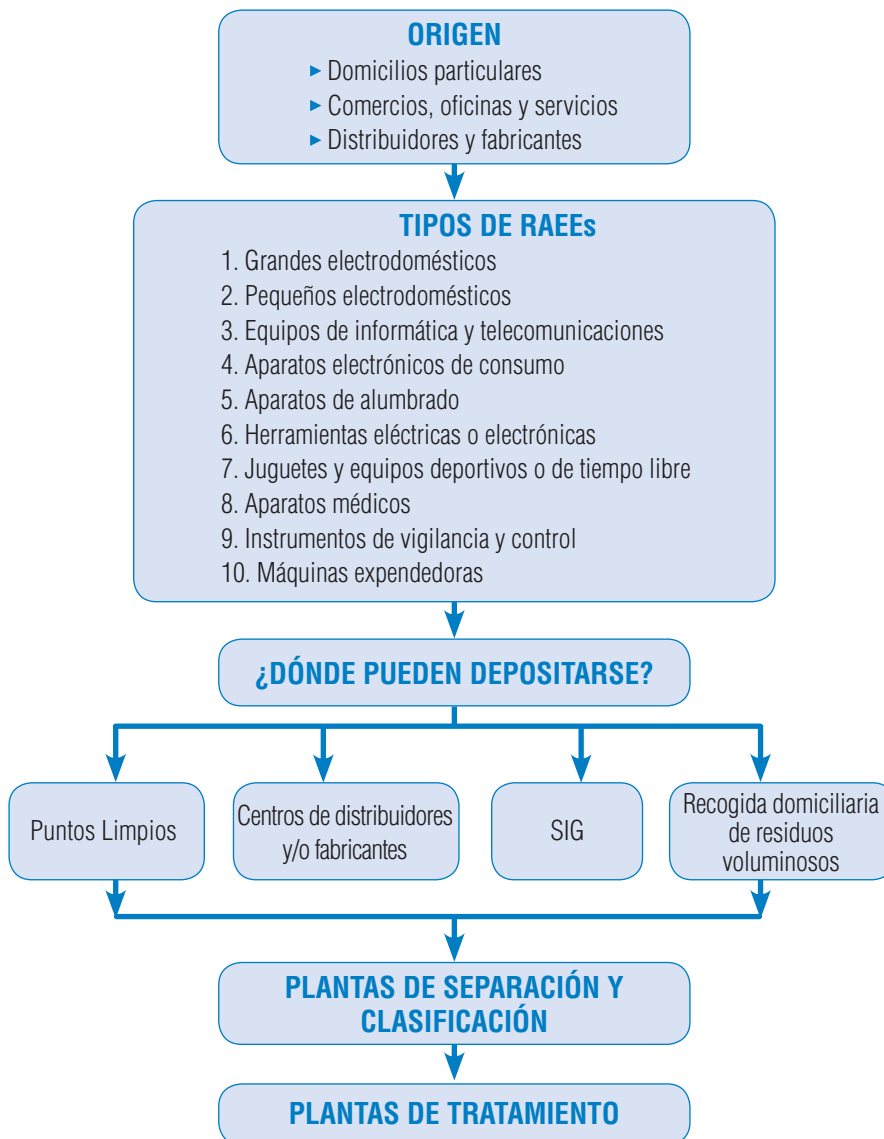 ORIGEN
▸ Domicilios particulares
▸ Comercios, oficinas y servicios
▸ Distribuidores y fabricantes
TIPOS DE RAEEs
1. Grandes electrodomésticos
2. Pequeños electrodomésticos
3. Equipos de informática y telecomunicaciones
4. Aparatos electrónicos de consumo
5. Aparatos de alumbrado
6. Herramientas eléctricas o electrónicas
7. Juguetes y equipos deportivos o de tiempo libre
8. Aparatos médicos
9. Instrumentos de vigilancia y control
10. Máquinas expendedoras
¿DÓNDE PUEDEN DEPOSITARSE?
Puntos Limpios
Centros de distribuidores
y/o fabricantes
SIG
Recogida domiciliaria
de residuos
voluminosos
PLANTAS DE SEPARACIÓN Y
CLASIFICACIÓN
PLANTAS DE TRATAMIENTO